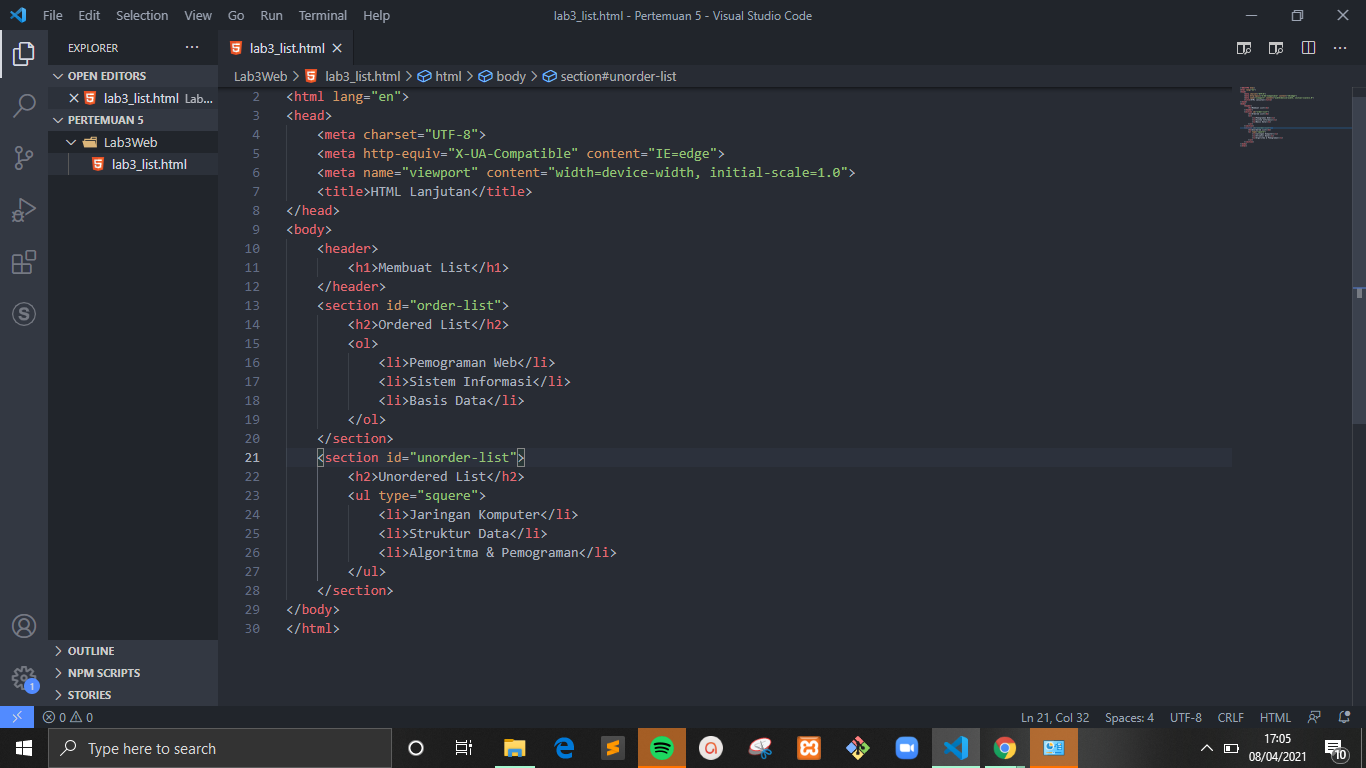 File Edit Selection View Go Run Terminal Help lab3_list.html - Pertemuan 5 - Visual Studio Code
EXPLORER ··· lab3_list.html
Lab3Web > lab3_list.html > html > body > section#unorder-list
OPEN EDITORS
lab3_list.html Lab...
PERTEMUAN 5
Lab3Web
lab3_list.html
2 <html lang="en">
3 <head>
4 <meta charset="UTF-8">
5 <meta http-equiv="X-UA-Compatible" content="IE=edge">
6 <meta name="viewport" content="width=device-width, initial-scale=1.0">
7 <title>HTML Lanjutan</title>
8 </head>
9 <body>
10 <header>
11 <h1>Membuat List</h1>
12 </header>
13 <section id="order-list">
14 <h2>Ordered List</h2>
15 <ol>
16 <li>Pemograman Web</li>
17 <li>Sistem Informasi</li>
18 <li>Basis Data</li>
19 </ol>
20 </section>
21 <section id="unorder-list">
22 <h2>Unordered List</h2>
23 <ul type="squere">
24 <li>Jaringan Komputer</li>
25 <li>Struktur Data</li>
26 <li>Algoritma & Pemograman</li>
27 </ul>
28 </section>
29 </body>
30 </html>
OUTLINE
NPM SCRIPTS
STORIES
1
0 0 Ln 21, Col 32 Spaces: 4 UTF-8 CRLF HTML
Type here to search
17:05
08/04/2021
10